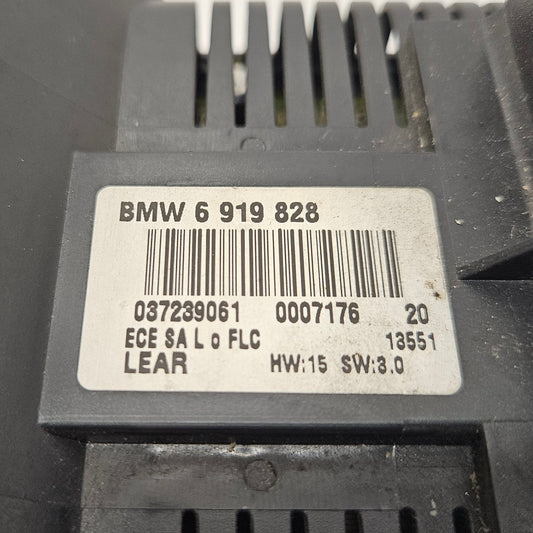 BMW 6 919 828
037239061 0007176 20
ECE SA L o FLC 13551
LEAR HW:15 SW:3.0